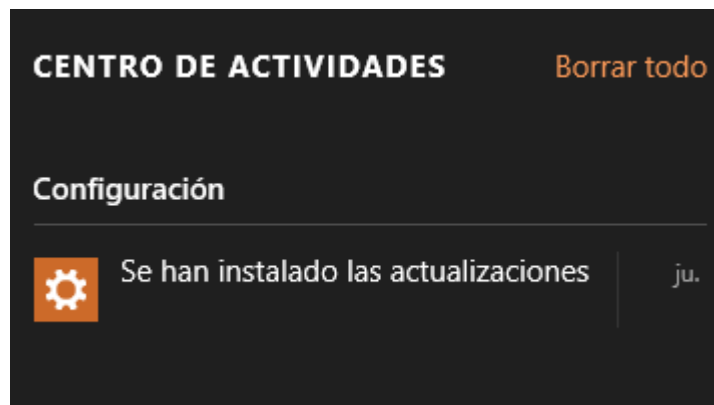 CENTRO DE ACTIVIDADES Borrar todo
Configuración
Se han instalado las actualizaciones ju.